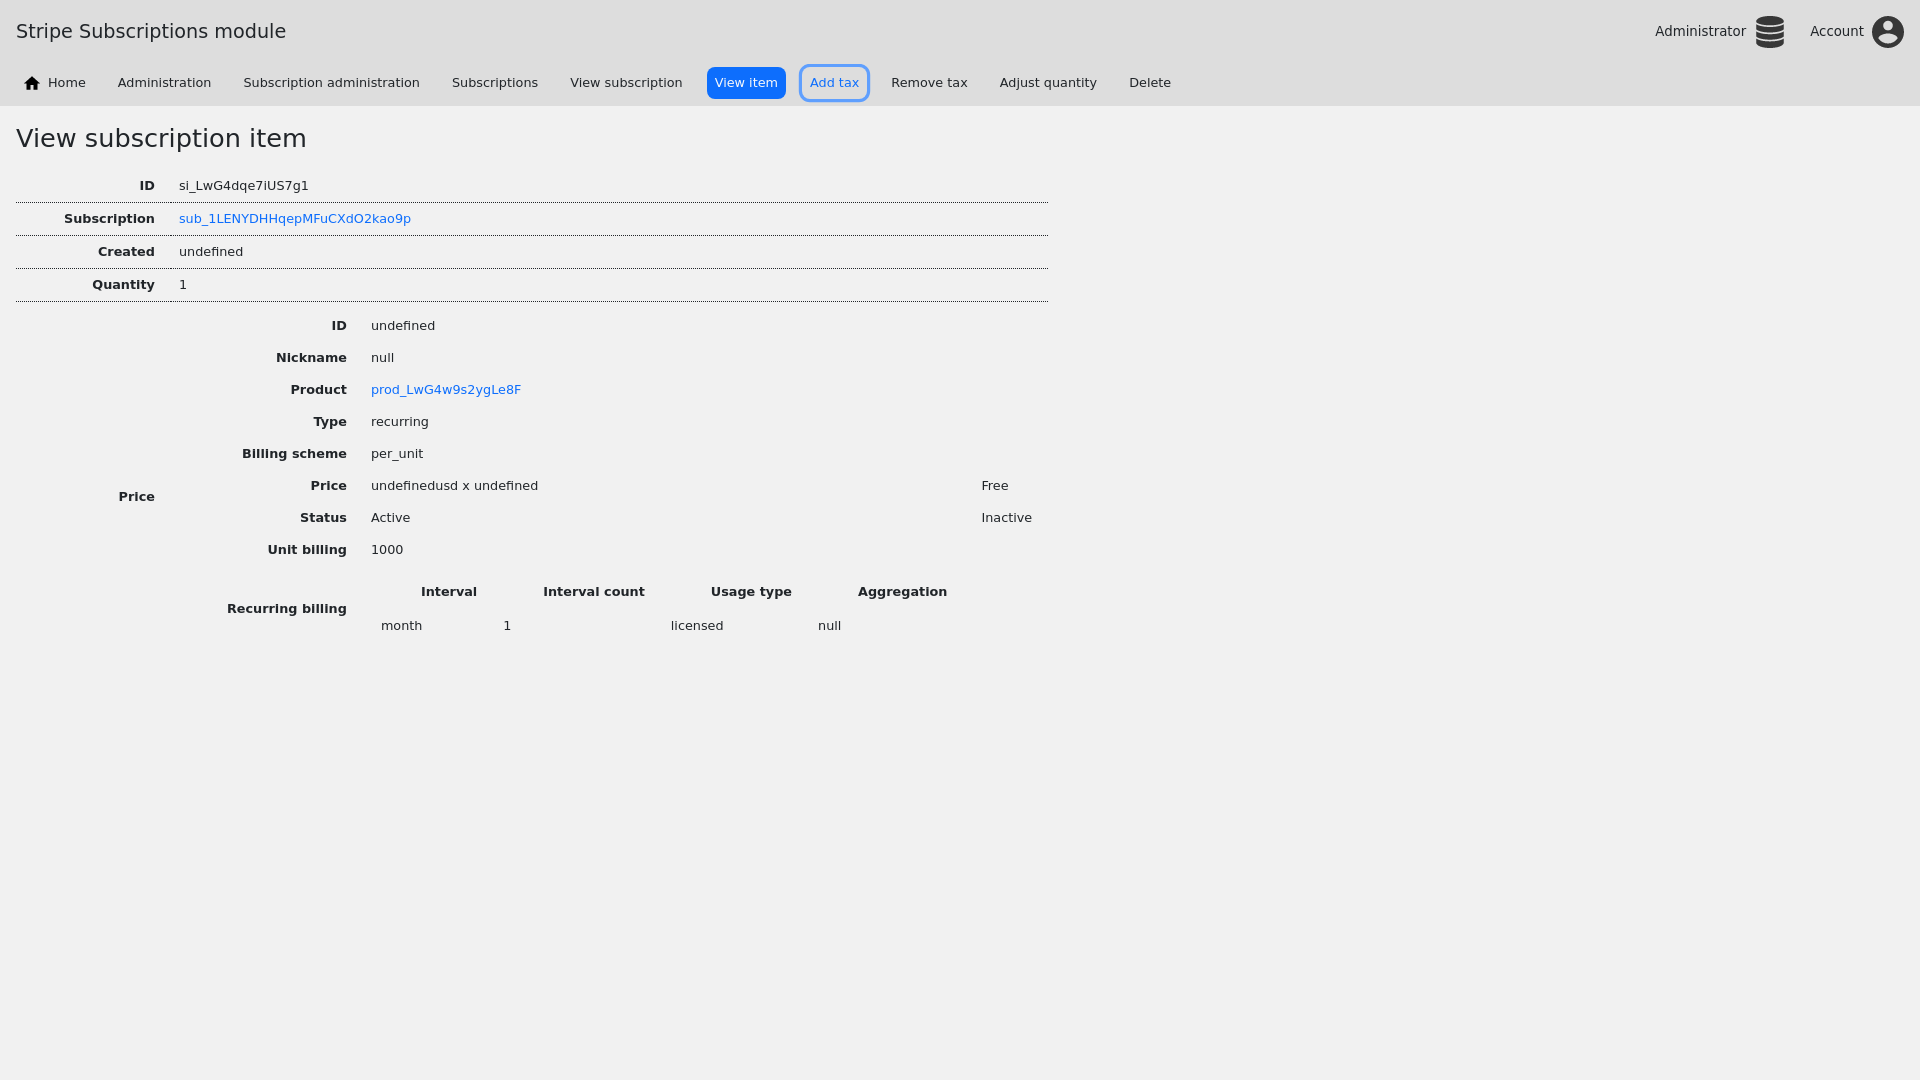 Stripe Subscriptions module
Administrator
Account
Home Administration Subscription administration Subscriptions View subscription View item Add tax Remove tax Adjust quantity Delete
View subscription item
ID si_LwG4dqe7iUS7g1
Subscription sub_1LENYDHHqepMFuCXdO2kao9p
Created undefined
Quantity 1
Price
ID undefined
Nickname null
Product prod_LwG4w9s2ygLe8F
Type recurring
Billing scheme per_unit
Price undefinedusd x undefined Free
Status Active Inactive
Unit billing 1000
Recurring billing
Interval Interval count Usage type Aggregation
month 1 licensed null